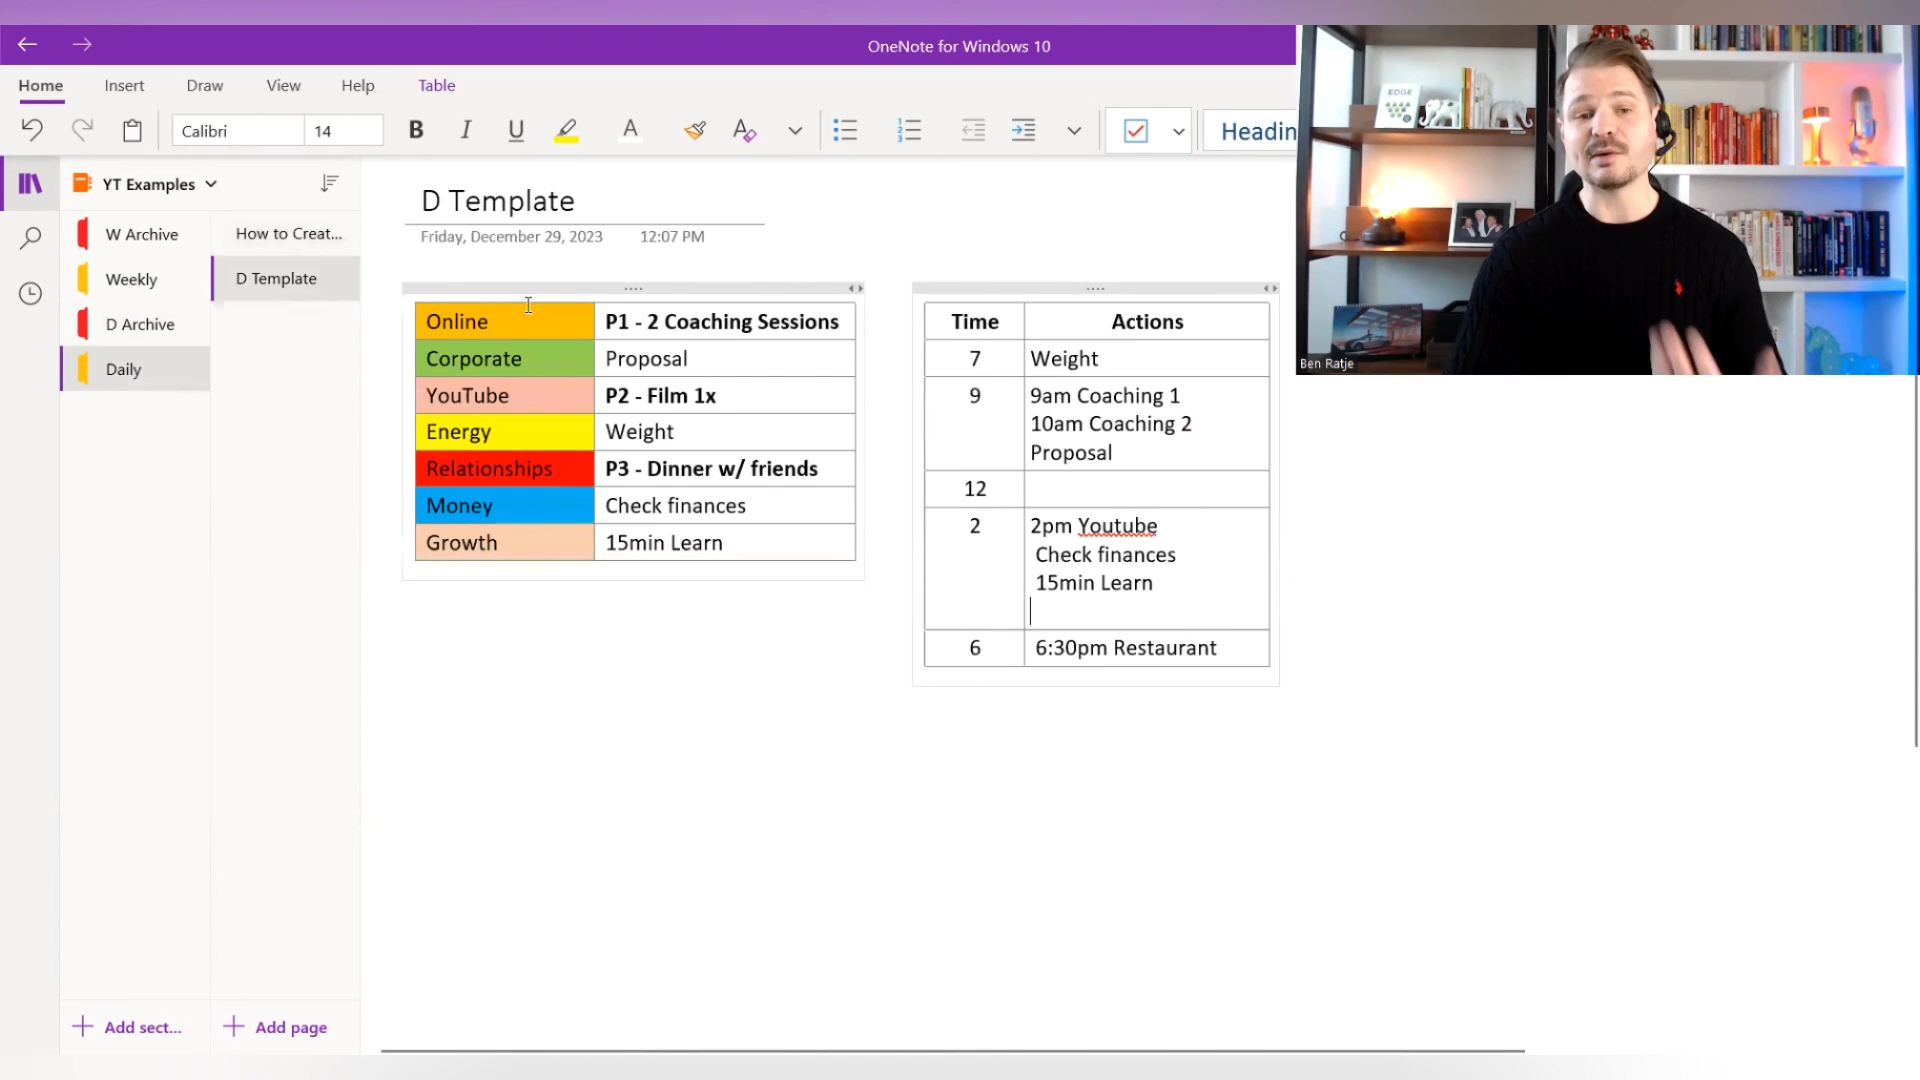 OneNote for Windows 10
Home Insert Draw View Help Table
Calibri 14 B I U A A Headin
YT Examples
W Archive
Weekly
D Archive
Daily
How to Creat...
D Template
D Template
Friday, December 29, 2023 12:07 PM
Online P1 - 2 Coaching Sessions
Corporate Proposal
YouTube P2 - Film 1x
Energy Weight
Relationships P3 - Dinner w/ friends
Money Check finances
Growth 15min Learn
Time Actions
7 Weight
9 9am Coaching 1
10am Coaching 2
Proposal
12
2 2pm Youtube
Check finances
15min Learn
6 6:30pm Restaurant
EDGE
Ben Ratje
Add sect...
Add page